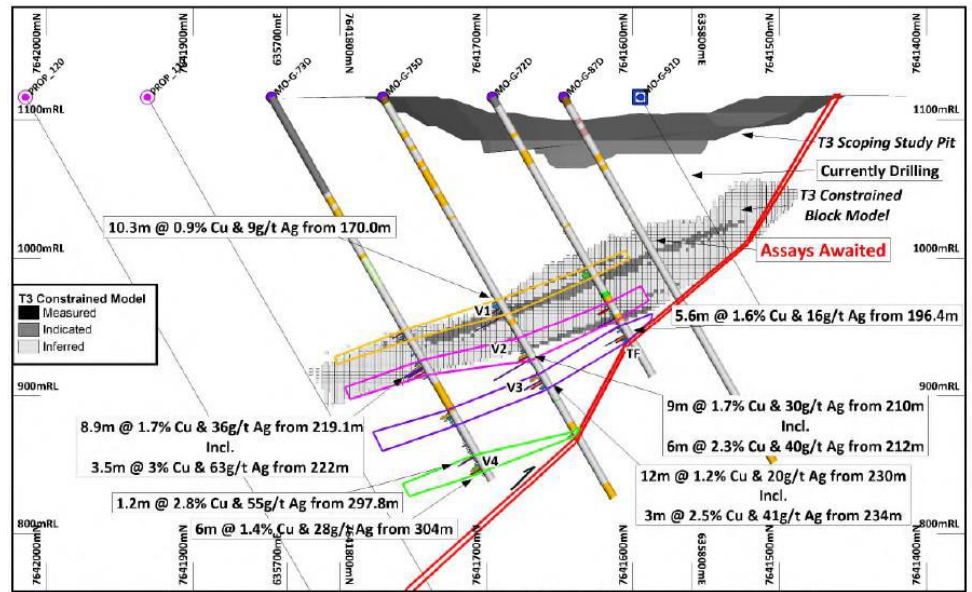 7642000mN
7641900mN
635700mE
7641800mN
7641700mN
7641600mN
635800mE
7641500mN
7641400mN
PROP_120
MO-G-73D
MO-G-75D
MO-G-72D
MO-G-87D
MO-G-91D
1100mRL
1100mRL
T3 Scoping Study Pit
Currently Drilling
T3 Constrained
Block Model
10.3m @ 0.9% Cu & 9g/t Ag from 170.0m
1000mRL
1000mRL
Assays Awaited
T3 Constrained Model
Measured
Indicated
Inferred
V1
5.6m @ 1.6% Cu & 16g/t Ag from 196.4m
V2
TF
V3
900mRL
900mRL
8.9m @ 1.7% Cu & 36g/t Ag from 219.1m
Incl.
3.5m @ 3% Cu & 63g/t Ag from 222m
9m @ 1.7% Cu & 30g/t Ag from 210m
Incl.
6m @ 2.3% Cu & 40g/t Ag from 212m
V4
1.2m @ 2.8% Cu & 55g/t Ag from 297.8m
6m @ 1.4% Cu & 28g/t Ag from 304m
12m @ 1.2% Cu & 20g/t Ag from 230m
Incl.
3m @ 2.5% Cu & 41g/t Ag from 234m
800mRL
800mRL
7642000mN
7641900mN
635700mE
7641800mN
7641700mN
7641600mN
635800mE
7641500mN
7641400mN